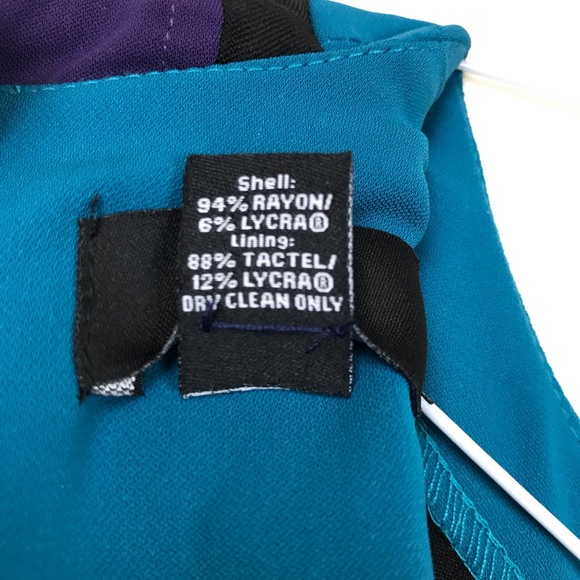 Shell:
94% RAYON/
6% LYCRA®
Lining:
88% TACTEL/
12% LYCRA®
DRY CLEAN ONLY